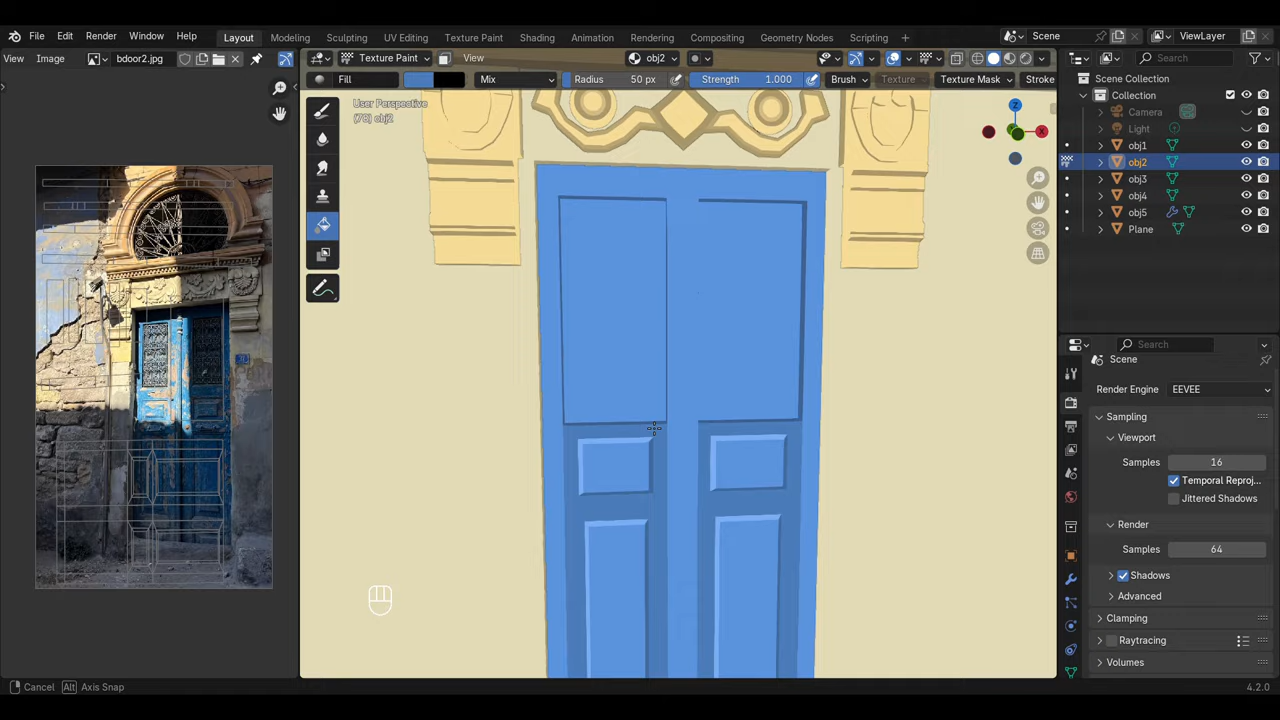 File Edit Render Window Help Layout Modeling Sculpting UV Editing Texture Paint Shading Animation Rendering Compositing Geometry Nodes Scripting + Scene ViewLayer
View Image bdoor2.jpg Texture Paint View obj2 Search
Fill Mix Radius 50 px Strength 1.000 Brush Texture Texture Mask Stroke
User Perspective
(78) obj2
Z
X
Scene Collection
Collection
Camera
Light
obj1
obj2
obj3
obj4
obj5
Plane
Search
Scene
Render Engine EEVEE
Sampling
Viewport
Samples 16
Temporal Reproj...
Jittered Shadows
Render
Samples 64
Shadows
Advanced
Clamping
Raytracing
Volumes
Cancel Alt Axis Snap 4.2.0